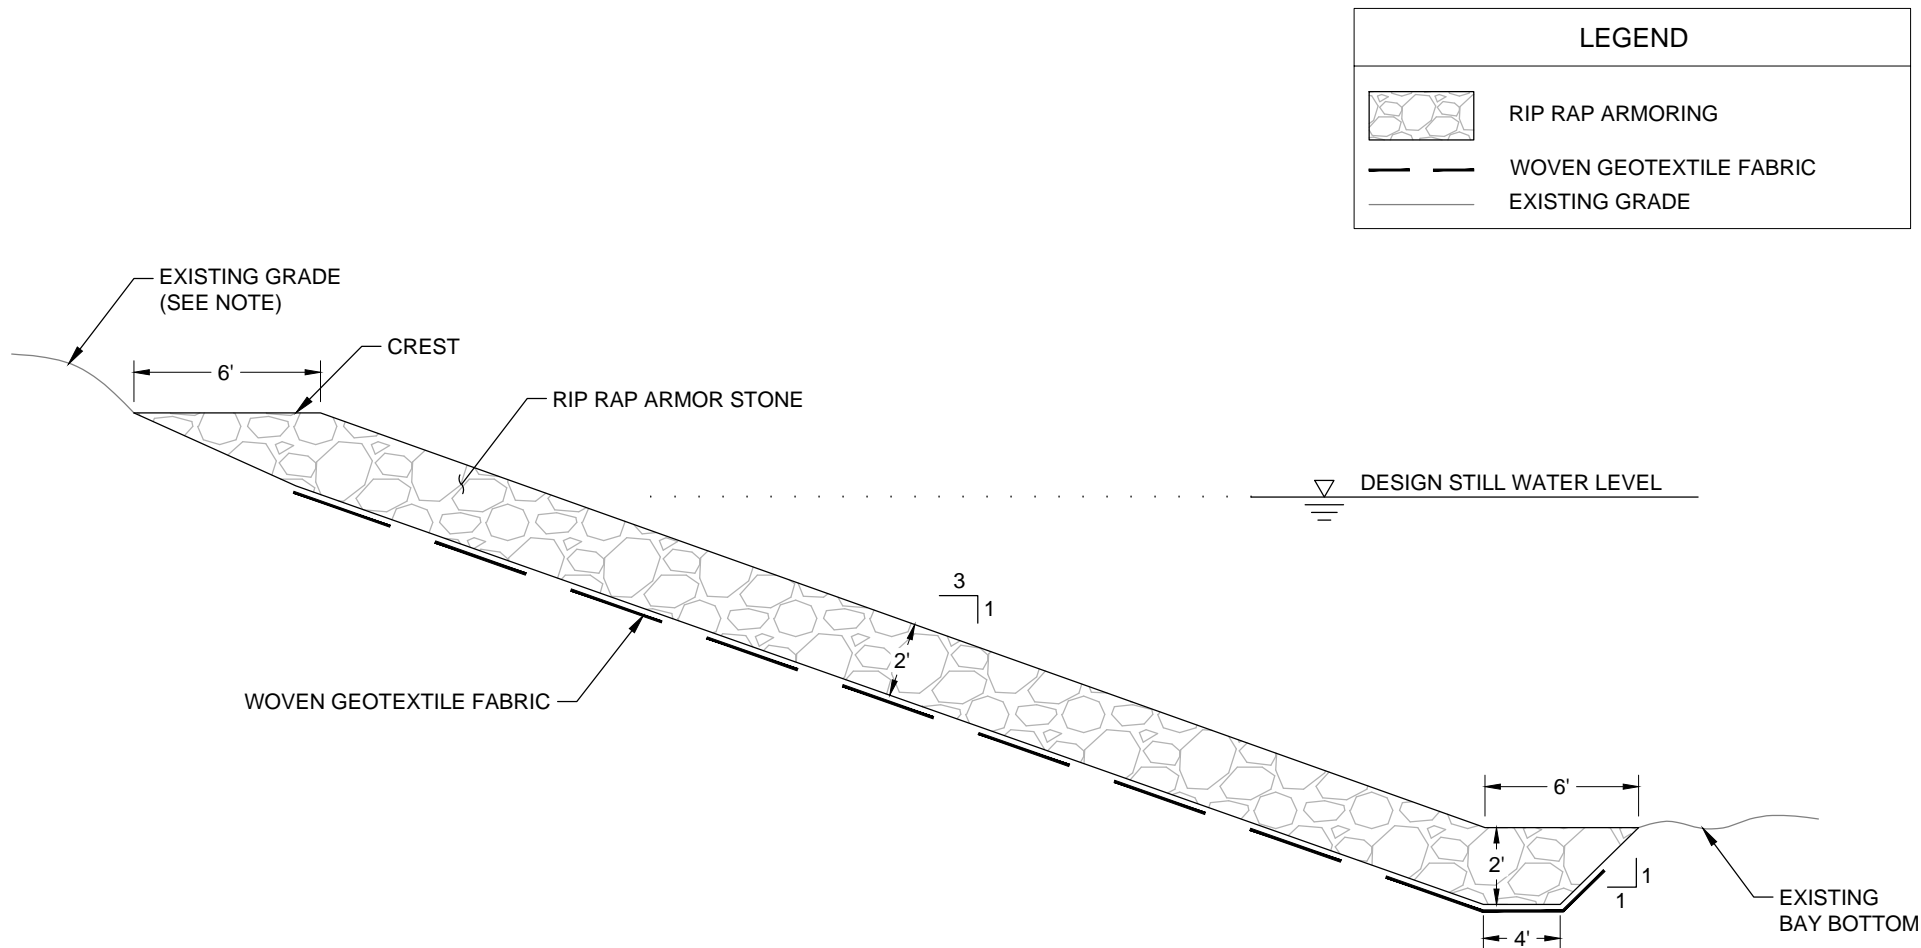 LEGEND
RIP RAP ARMORING
WOVEN GEOTEXTILE FABRIC
EXISTING GRADE
EXISTING GRADE
(SEE NOTE)
CREST
6'
RIP RAP ARMOR STONE
DESIGN STILL WATER LEVEL
3
1
2'
WOVEN GEOTEXTILE FABRIC
6'
2'
1
1
EXISTING
BAY BOTTOM
4'